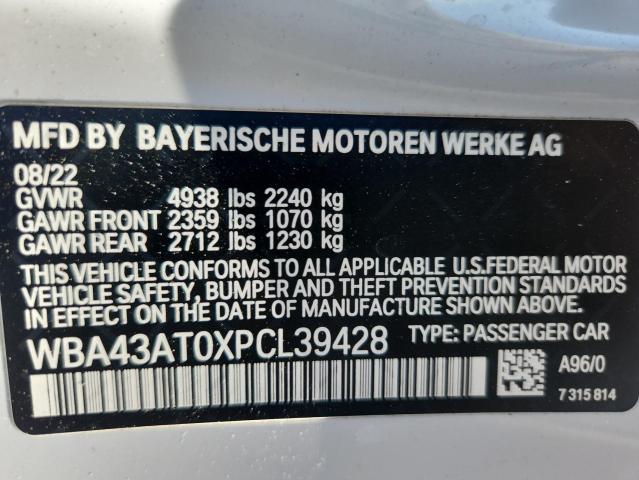 MFD BY BAYERISCHE MOTOREN WERKE AG
08/22
GVWR 4938 lbs 2240 kg
GAWR FRONT 2359 lbs 1070 kg
GAWR REAR 2712 lbs 1230 kg
THIS VEHICLE CONFORMS TO ALL APPLICABLE U.S.FEDERAL MOTOR
VEHICLE SAFETY, BUMPER AND THEFT PREVENTION STANDARDS
IN EFFECT ON THE DATE OF MANUFACTURE SHOWN ABOVE.
WBA43AT0XPCL39428 TYPE: PASSENGER CAR
A96/0
7 315 814